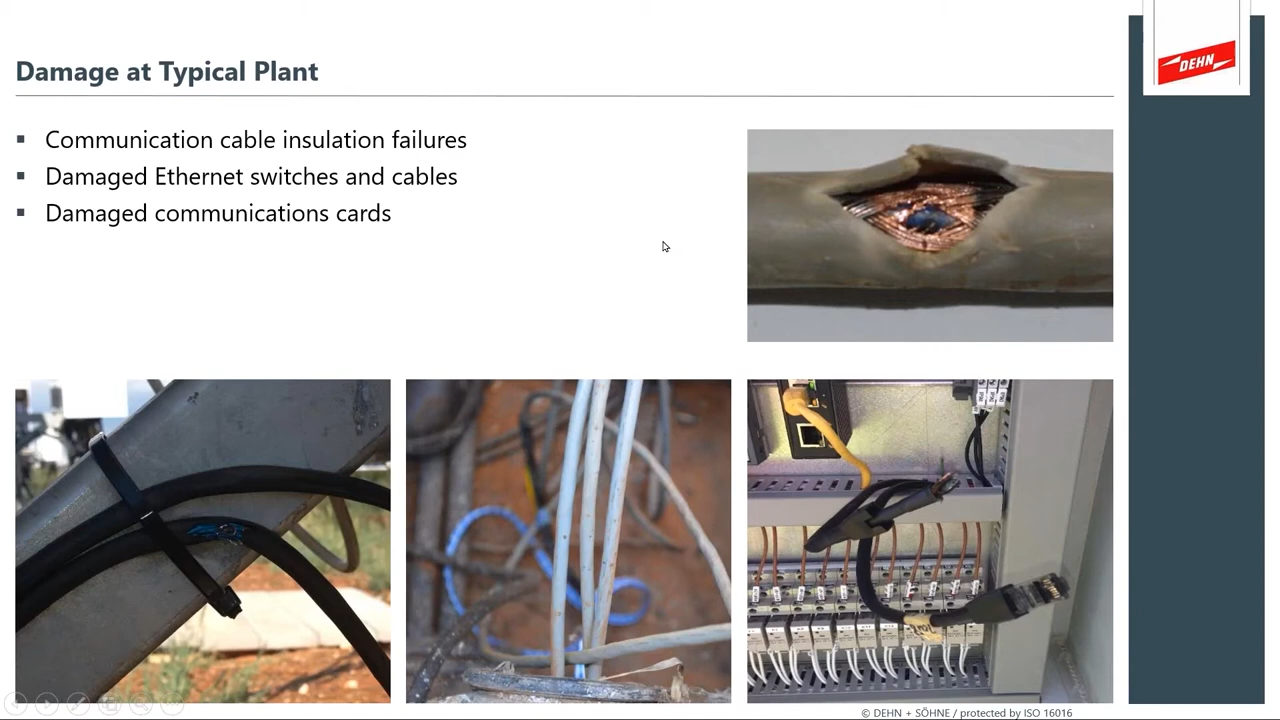 Damage at Typical Plant
DEHN
Communication cable insulation failures
Damaged Ethernet switches and cables
Damaged communications cards
© DEHN + SÖHNE / protected by ISO 16016